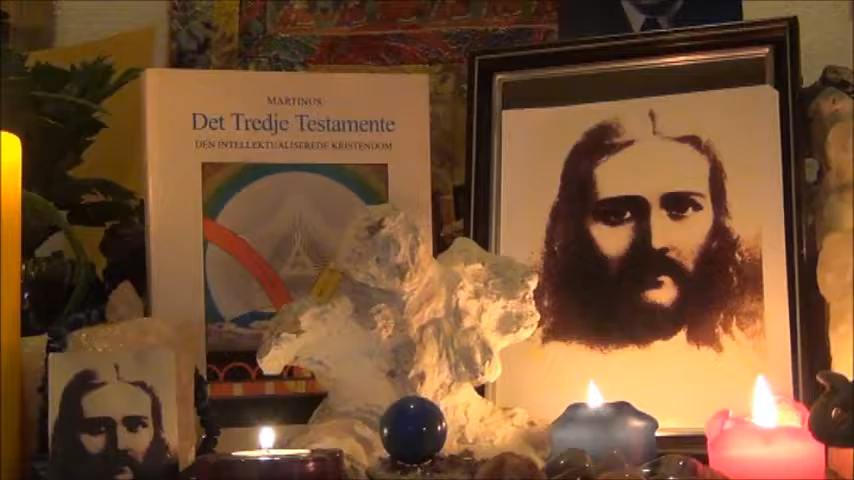 MARTINUS
Det Tredje Testamente
DEN INTELLEKTUALISEREDE KRISTENDOM